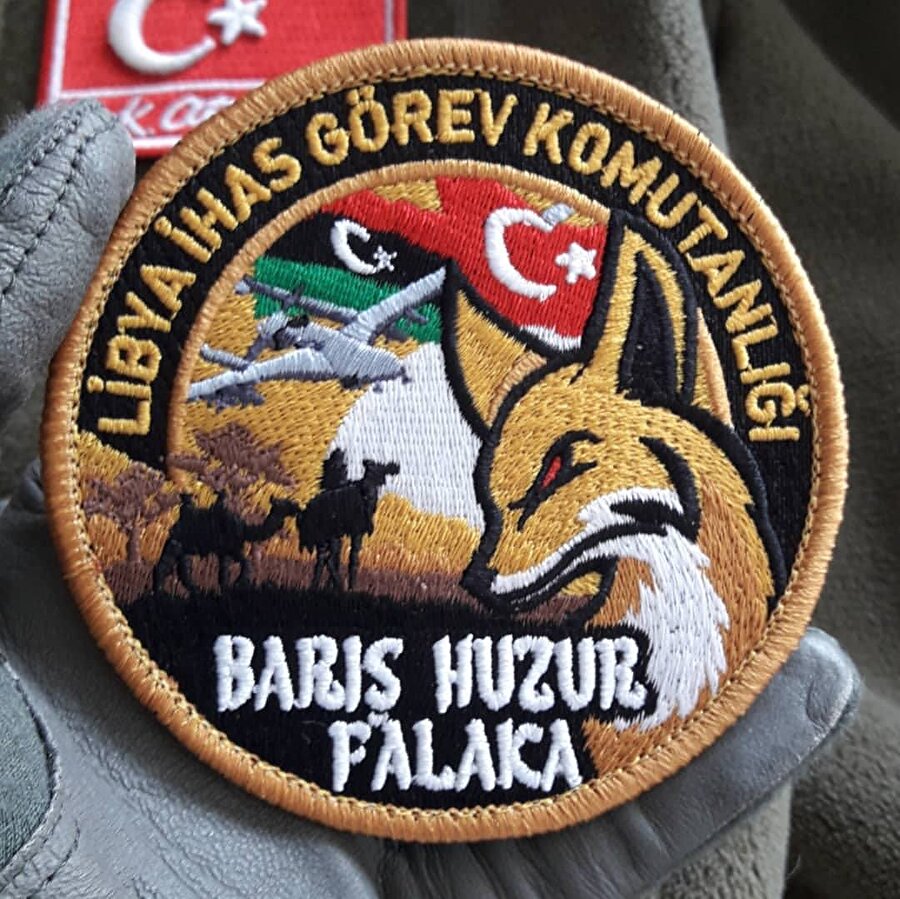 LİBYA İHAS GÖREV KOMUTANLIĞI
BARIŞ HUZUR
FALAKA